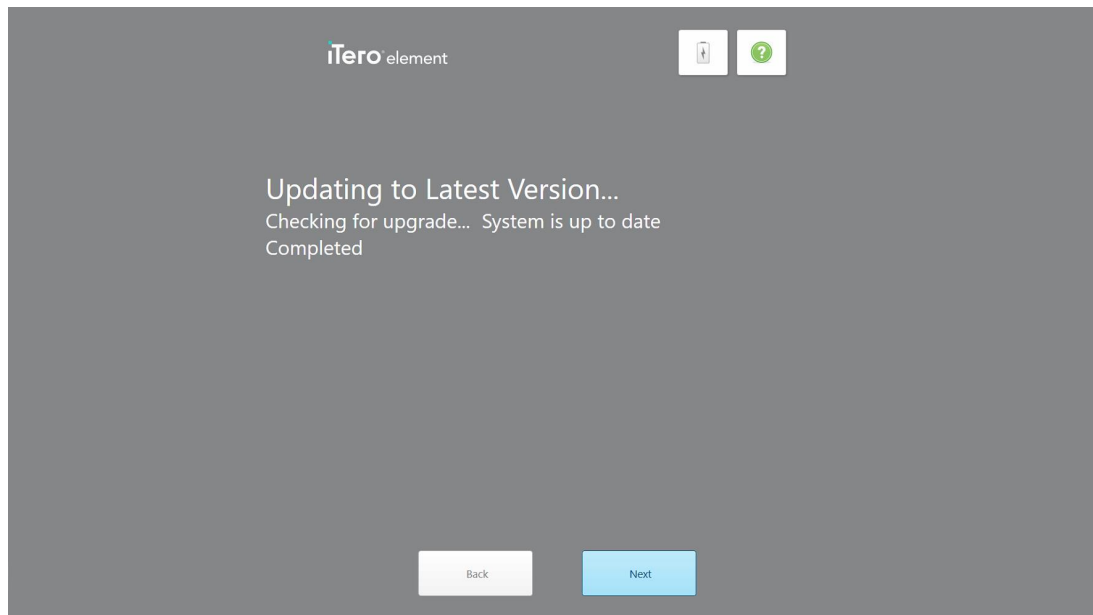 iTero element
Updating to Latest Version...
Checking for upgrade... System is up to date
Completed
Back
Next